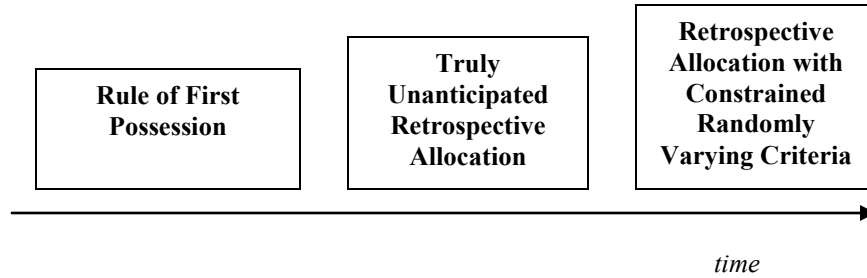 Rule of First
Possession
Truly
Unanticipated
Retrospective
Allocation
Retrospective
Allocation with
Constrained
Randomly
Varying Criteria
time